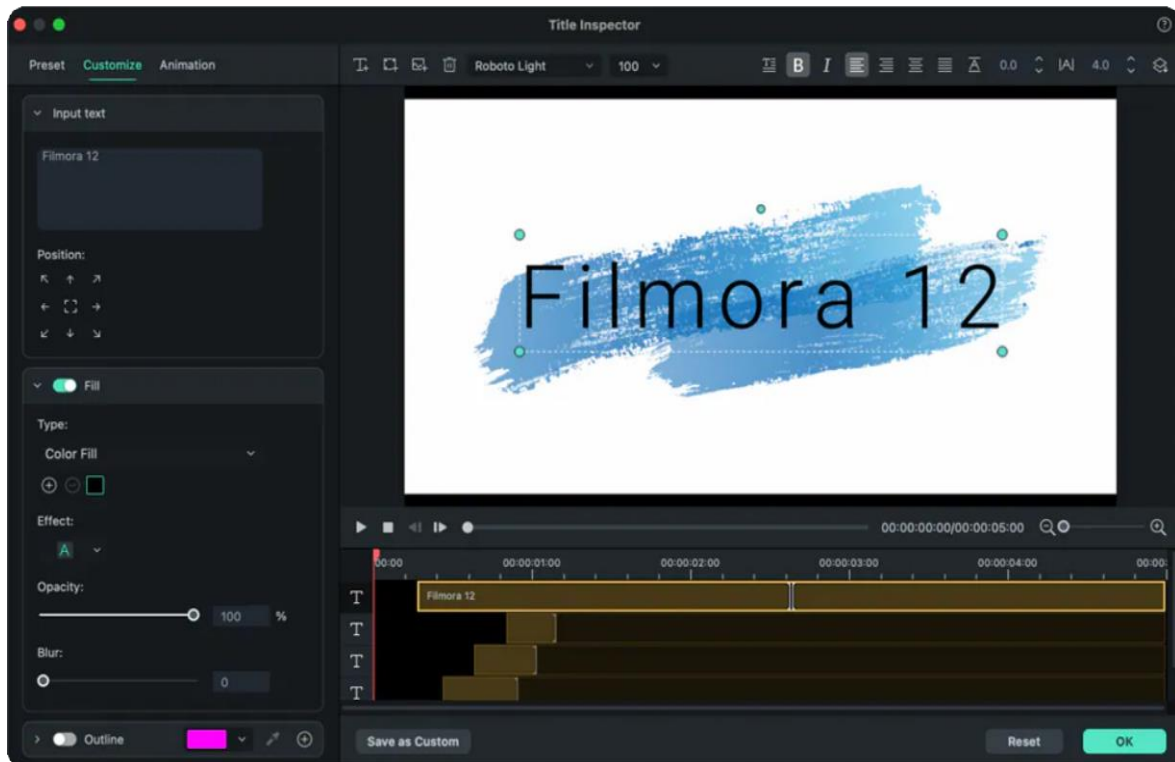 Title Inspector
Preset Customize Animation
Roboto Light 100 B I 0.0 4.0
Input text
Filmora 12
Position:
Fill
Type:
Color Fill
Effect:
A
Opacity:
100 %
Blur:
0
Outline
Filmora 12
00:00:00:00/00:00:05:00
00:00 00:00:01:00 00:00:02:00 00:00:03:00 00:00:04:00 00:00:
T Filmora 12
T
T
T
Save as Custom Reset OK